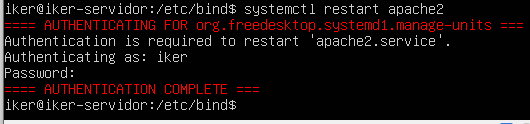 iker@iker-servidor:/etc/bind$ systemctl restart apache2
==== AUTHENTICATING FOR org.freedesktop.systemd1.manage-units ===
Authentication is required to restart 'apache2.service'.
Authenticating as: iker
Password:
==== AUTHENTICATION COMPLETE ===
iker@iker-servidor:/etc/bind$